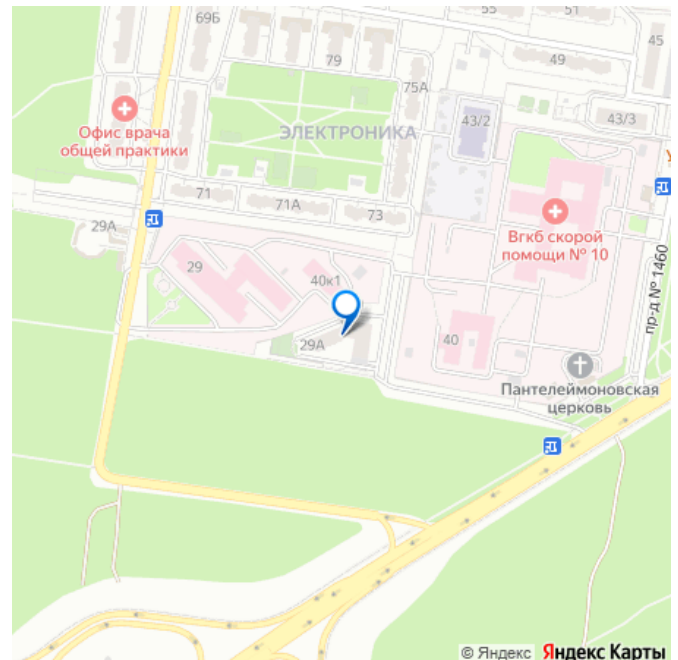 69Б
55
51
79
49
45
75А
Офис врача
общей практики
ЭЛЕКТРОНИКА
43/2
43/3
У
71
71А
73
29А
Вгкб скорой
помощи № 10
пр-д № 1460
29
40к1
29А
40
Пантелеймоновская
церковь
© Яндекс Яндекс Карты